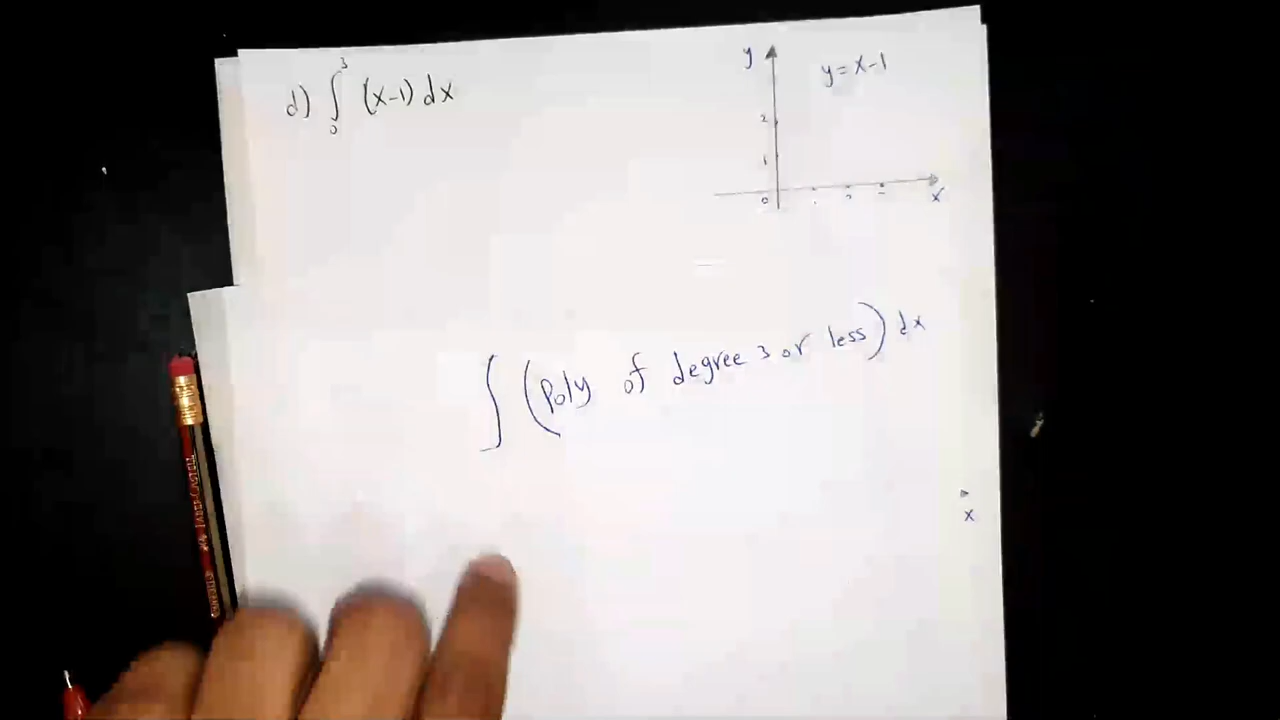 d) ∫₀³ (x-1) dx
y
y = x-1
2
1
0
x
∫ (Poly of degree 3 or less) dx
x